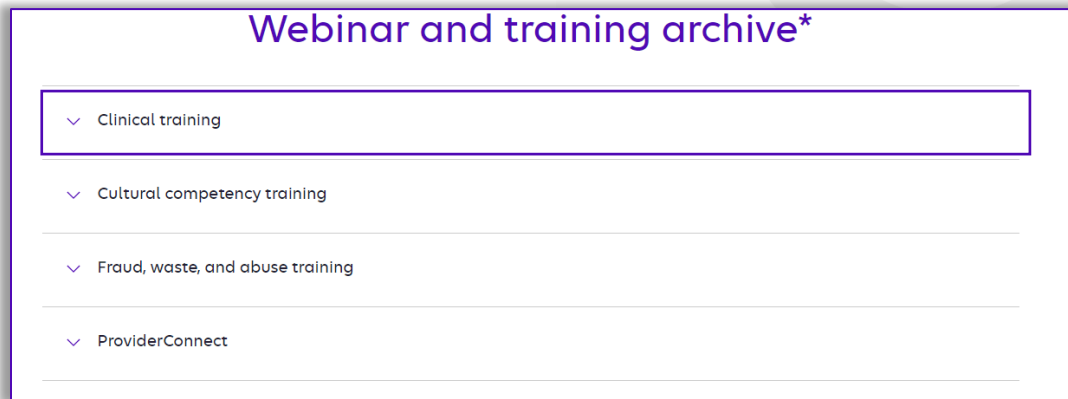 Webinar and training archive*
Clinical training
Cultural competency training
Fraud, waste, and abuse training
ProviderConnect